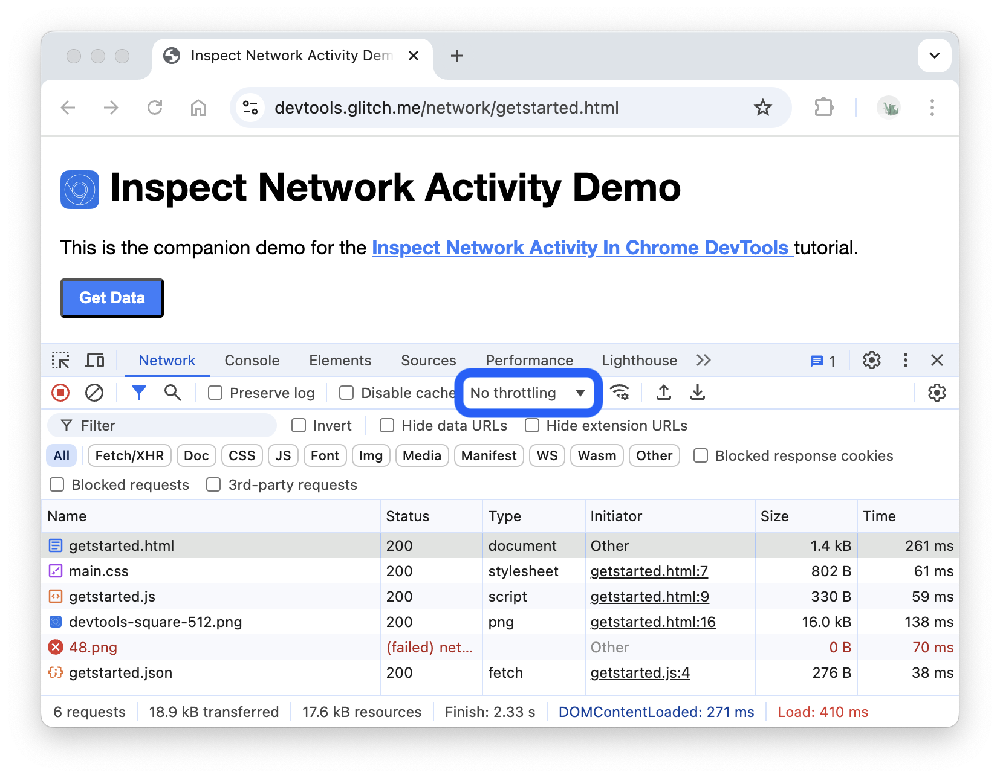 Inspect Network Activity Dem
devtools.glitch.me/network/getstarted.html
Inspect Network Activity Demo
This is the companion demo for the Inspect Network Activity In Chrome DevTools tutorial.
Get Data
Network Console Elements Sources Performance Lighthouse 1
Preserve log Disable cache No throttling
Filter Invert Hide data URLs Hide extension URLs
All Fetch/XHR Doc CSS JS Font Img Media Manifest WS Wasm Other Blocked response cookies
Blocked requests 3rd-party requests
Name Status Type Initiator Size Time
getstarted.html 200 document Other 1.4 kB 261 ms
main.css 200 stylesheet getstarted.html:7 802 B 61 ms
getstarted.js 200 script getstarted.html:9 330 B 59 ms
devtools-square-512.png 200 png getstarted.html:16 16.0 kB 138 ms
48.png (failed) net... Other 0 B 70 ms
getstarted.json 200 fetch getstarted.js:4 276 B 38 ms
6 requests 18.9 kB transferred 17.6 kB resources Finish: 2.33 s DOMContentLoaded: 271 ms Load: 410 ms